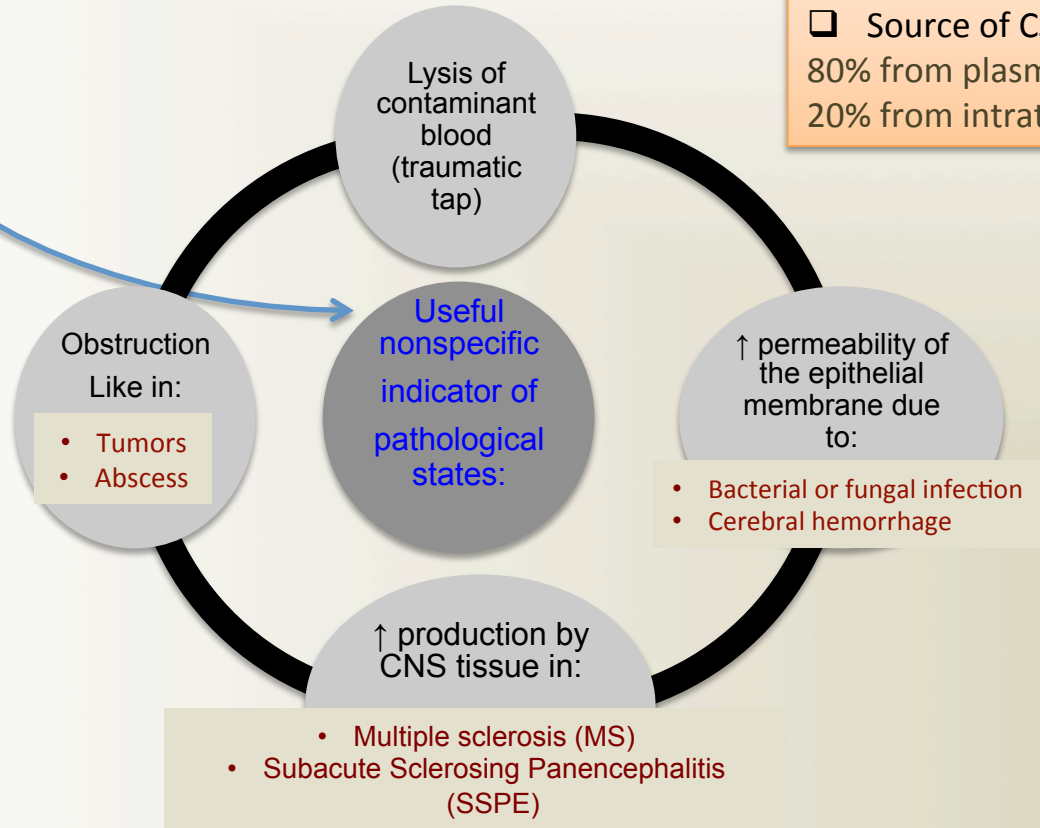 ❑ Source of
80% from
20% from
Lysis of
contaminant
blood
(traumatic
tap)
Obstruction
Like in:
• Tumors
• Abscess
Useful
nonspecific
indicator of
pathological
states:
↑ permeability of
the epithelial
membrane due
to:
• Bacterial or fungal infection
• Cerebral hemorrhage
↑ production by
CNS tissue in:
• Multiple sclerosis (MS)
• Subacute Sclerosing Panencephalitis
(SSPE)